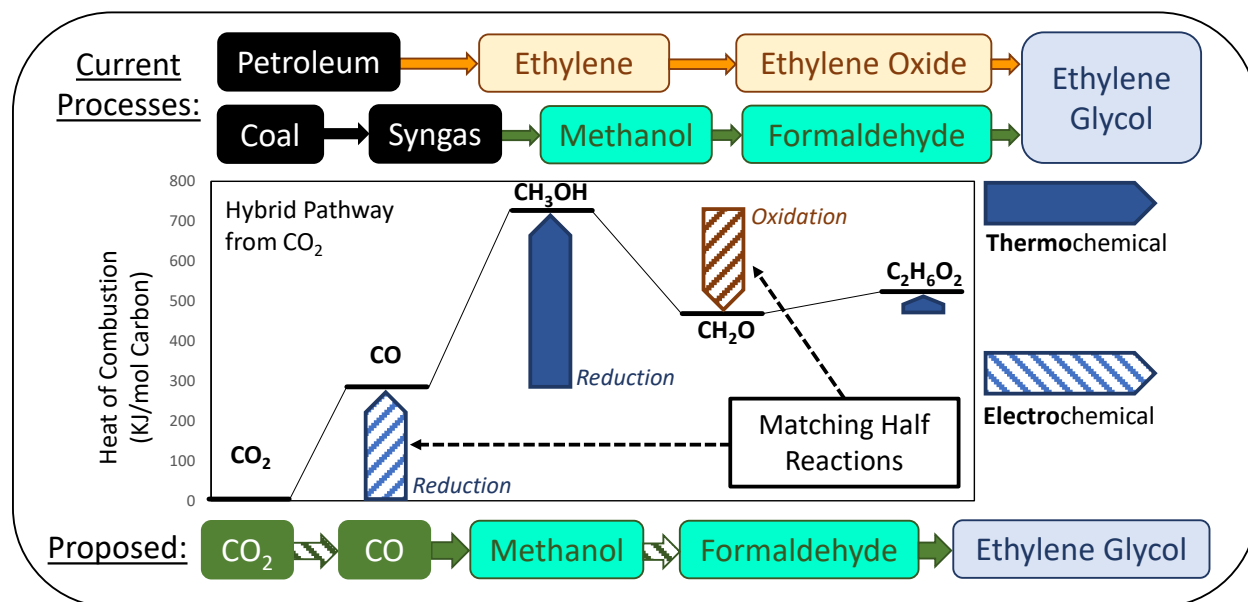 Current
Processes:
Petroleum
Ethylene
Ethylene Oxide
Ethylene
Glycol
Coal
Syngas
Methanol
Formaldehyde
Heat of Combustion
(KJ/mol Carbon)
800
700
600
500
400
300
200
100
0
Hybrid Pathway
from CO₂
CO₂
CO
CH₃OH
CH₂O
C₂H₆O₂
Reduction
Reduction
Oxidation
Matching Half
Reactions
Thermochemical
Electrochemical
Proposed:
CO₂
CO
Methanol
Formaldehyde
Ethylene Glycol